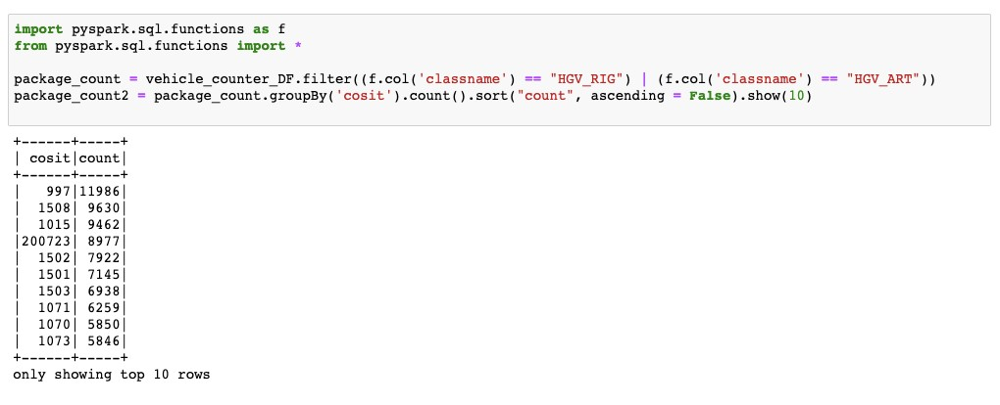 import pyspark.sql.functions as f
from pyspark.sql.functions import *
package_count = vehicle_counter_DF.filter((f.col('classname') == "HGV_RIG") | (f.col('classname') == "HGV_ART"))
package_count2 = package_count.groupBy('cosit').count().sort("count", ascending = False).show(10)
+------+-----+
| cosit|count|
+------+-----+
|   997|11986|
|  1508| 9630|
|  1015| 9462|
|200723| 8977|
|  1502| 7922|
|  1501| 7145|
|  1503| 6938|
|  1071| 6259|
|  1070| 5850|
|  1073| 5846|
+------+-----+
only showing top 10 rows